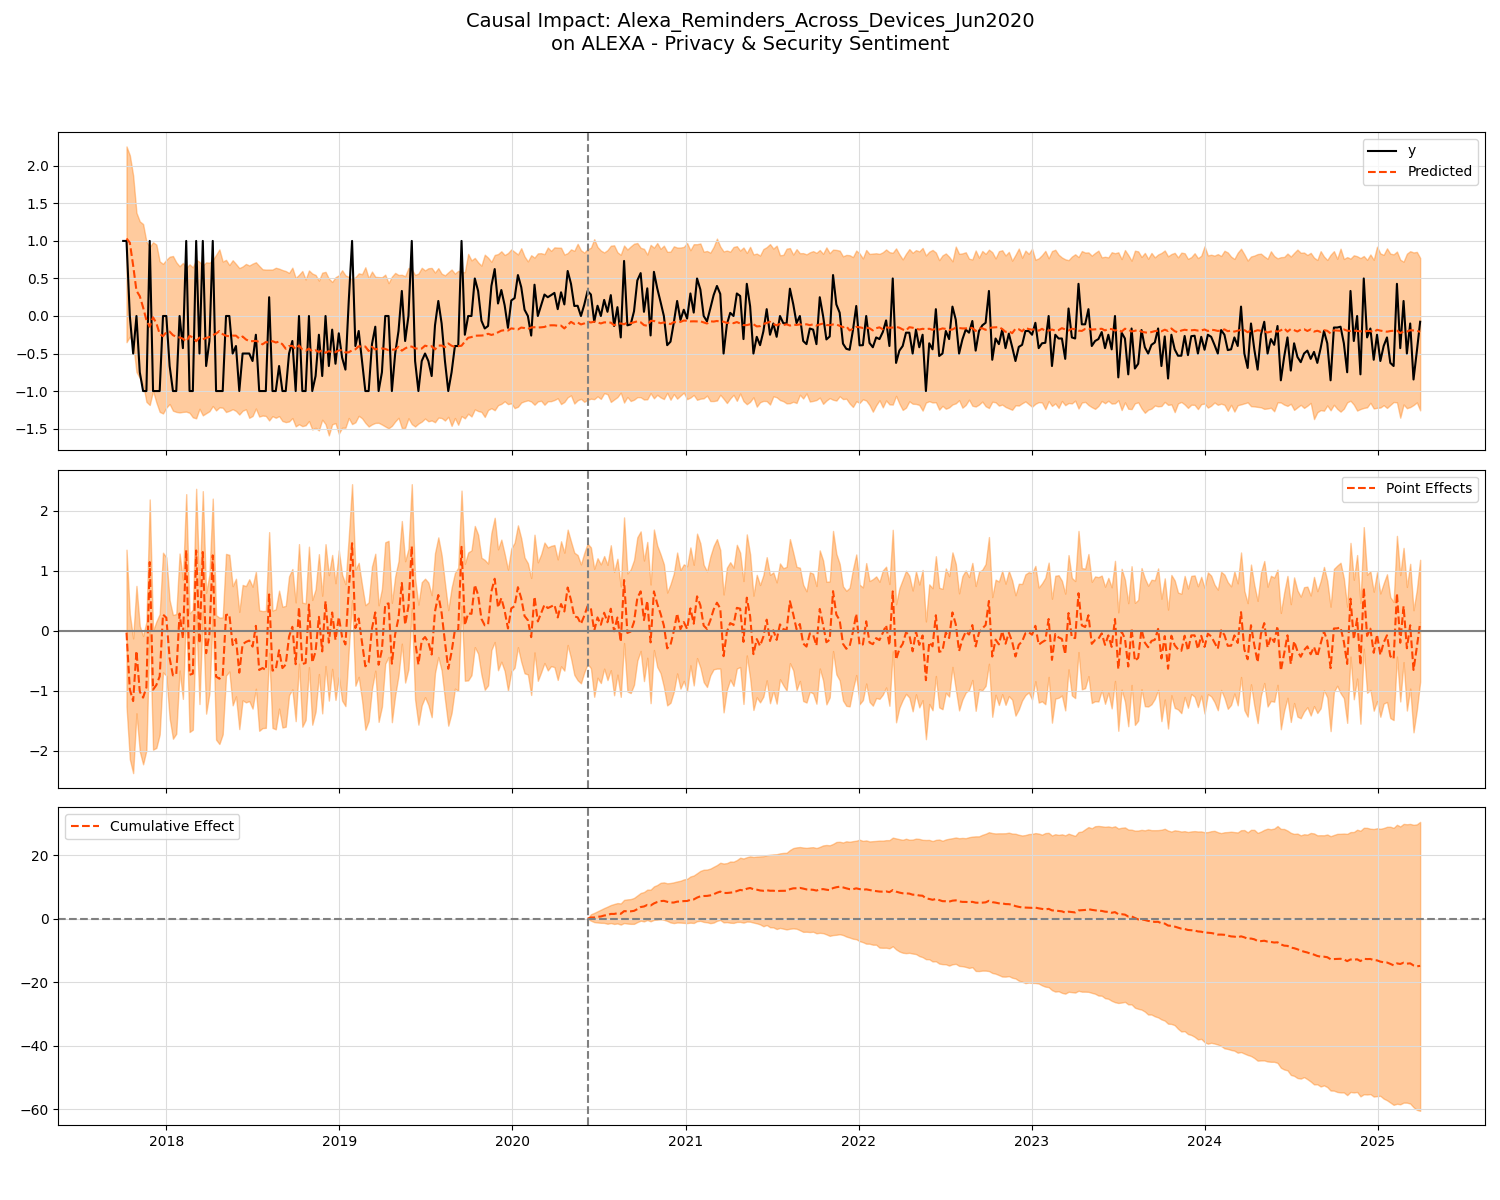 Causal Impact: Alexa_Reminders_Across_Devices_Jun2020
on ALEXA - Privacy & Security Sentiment
y
Predicted
2.0
1.5
1.0
0.5
0.0
−0.5
−1.0
−1.5
Point Effects
2
1
0
−1
−2
Cumulative Effect
20
0
−20
−40
−60
2018 2019 2020 2021 2022 2023 2024 2025